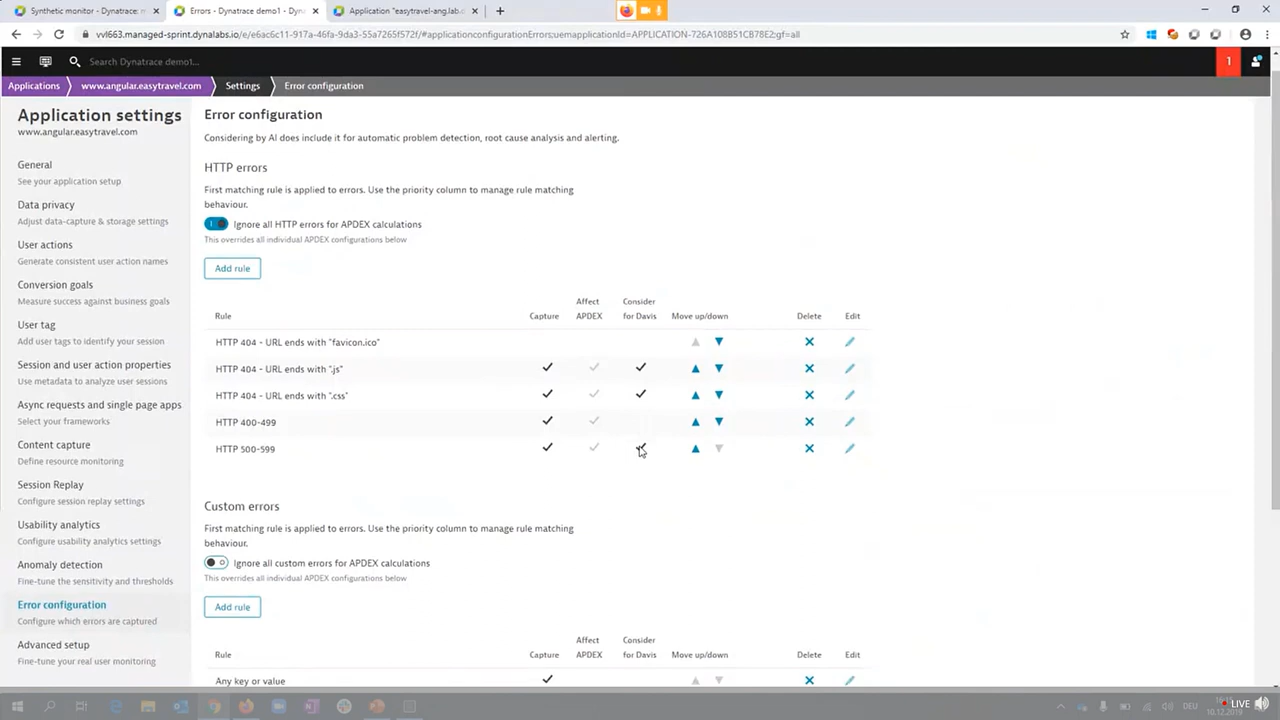 Synthetic monitor - Dynatrace: m
Errors - Dynatrace demo1 - Dyn
Application "easytravel-ang.lab.d
vvl663.managed-sprint.dynalabs.io/e/e6ac6c11-917a-46fa-9da3-55a7265f572f/#applicationconfigurationErrors;uemapplicationId=APPLICATION-726A108B51CB78E2;gf=all
Search Dynatrace demo1...
1
Applications
www.angular.easytravel.com
Settings
Error configuration
Application settings
www.angular.easytravel.com
General
See your application setup
Data privacy
Adjust data-capture & storage settings
User actions
Generate consistent user action names
Conversion goals
Measure success against business goals
User tag
Add user tags to identify your session
Session and user action properties
Use metadata to analyze user sessions
Async requests and single page apps
Select your frameworks
Content capture
Define resource monitoring
Session Replay
Configure session replay settings
Usability analytics
Configure usability analytics settings
Anomaly detection
Fine-tune the sensitivity and thresholds
Error configuration
Configure which errors are captured
Advanced setup
Fine-tune your real user monitoring
Error configuration
Considering by AI does include it for automatic problem detection, root cause analysis and alerting.
HTTP errors
First matching rule is applied to errors. Use the priority column to manage rule matching
behaviour.
Ignore all HTTP errors for APDEX calculations
This overrides all individual APDEX configurations below
Add rule
Rule Capture Affect APDEX Consider for Davis Move up/down Delete Edit
HTTP 404 - URL ends with "favicon.ico"
HTTP 404 - URL ends with ".js"
HTTP 404 - URL ends with ".css"
HTTP 400-499
HTTP 500-599
Custom errors
First matching rule is applied to errors. Use the priority column to manage rule matching
behaviour.
Ignore all custom errors for APDEX calculations
This overrides all individual APDEX configurations below
Add rule
Rule Capture Affect APDEX Consider for Davis Move up/down Delete Edit
Any key or value
DEU
10.12.2019
LIVE